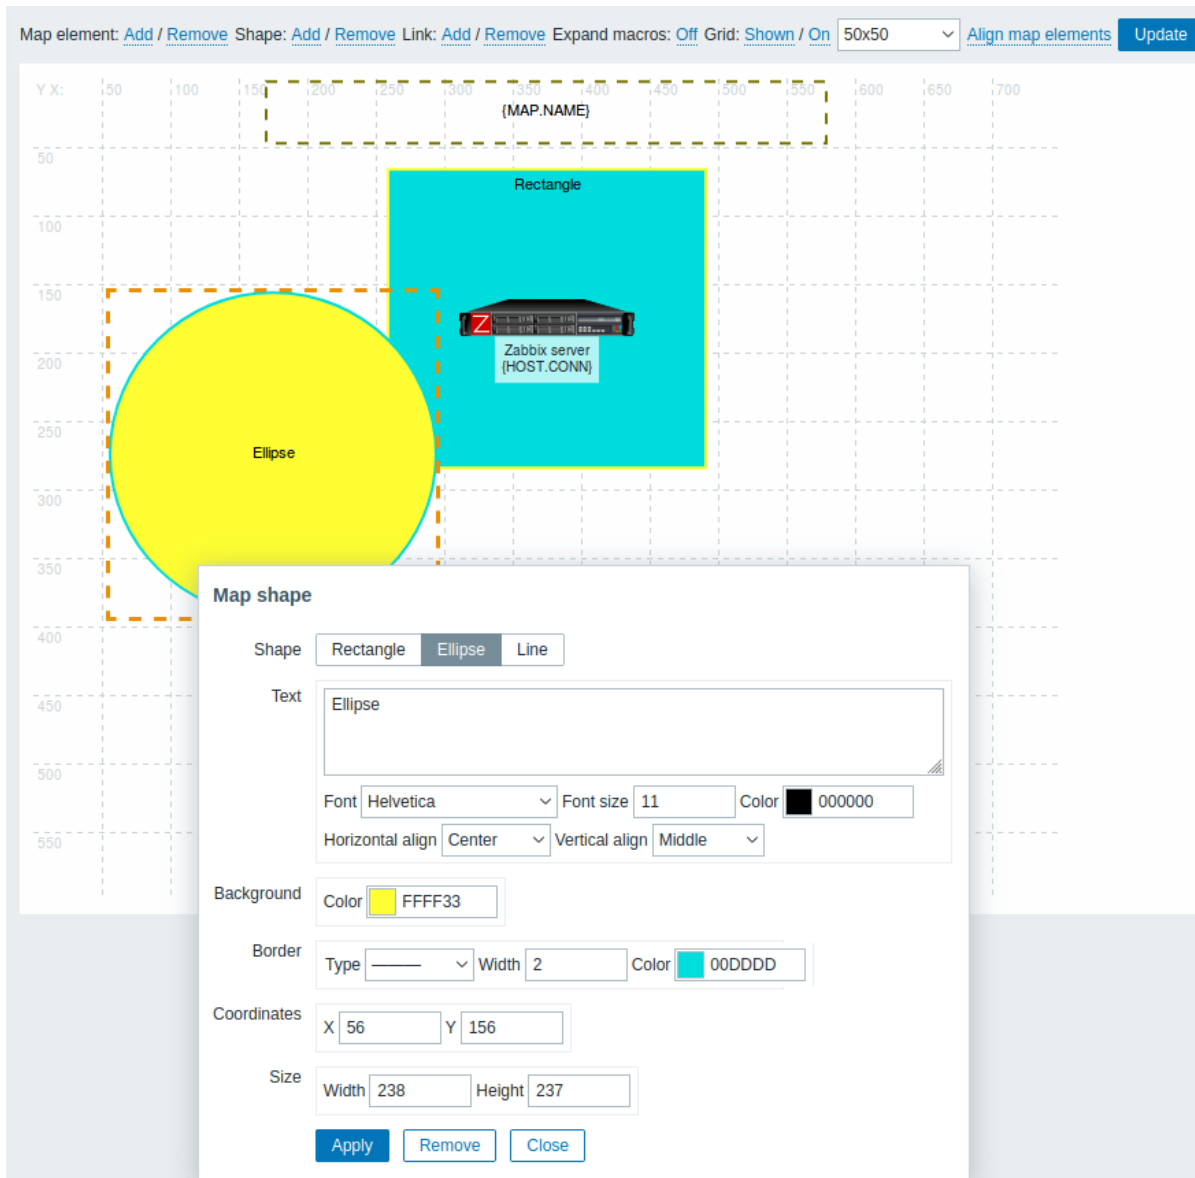 Map element: Add / Remove Shape: Add / Remove Link: Add / Remove Expand macros: Off Grid: Shown / On 50x50 Align map elements Update
Y X: 50 100 150 200 250 300 350 400 450 500 550 600 650 700
{MAP.NAME}
50
Rectangle
100
150
Z
Zabbix server
200
{HOST.CONN}
250
Ellipse
300
350
Map shape
400
Shape Rectangle Ellipse Line
Text Ellipse
450
500
Font Helvetica Font size 11 Color 000000
550
Horizontal align Center Vertical align Middle
Background Color FFFF33
Border Type Width 2 Color 00DDDD
Coordinates X 56 Y 156
Size Width 238 Height 237
Apply Remove Close